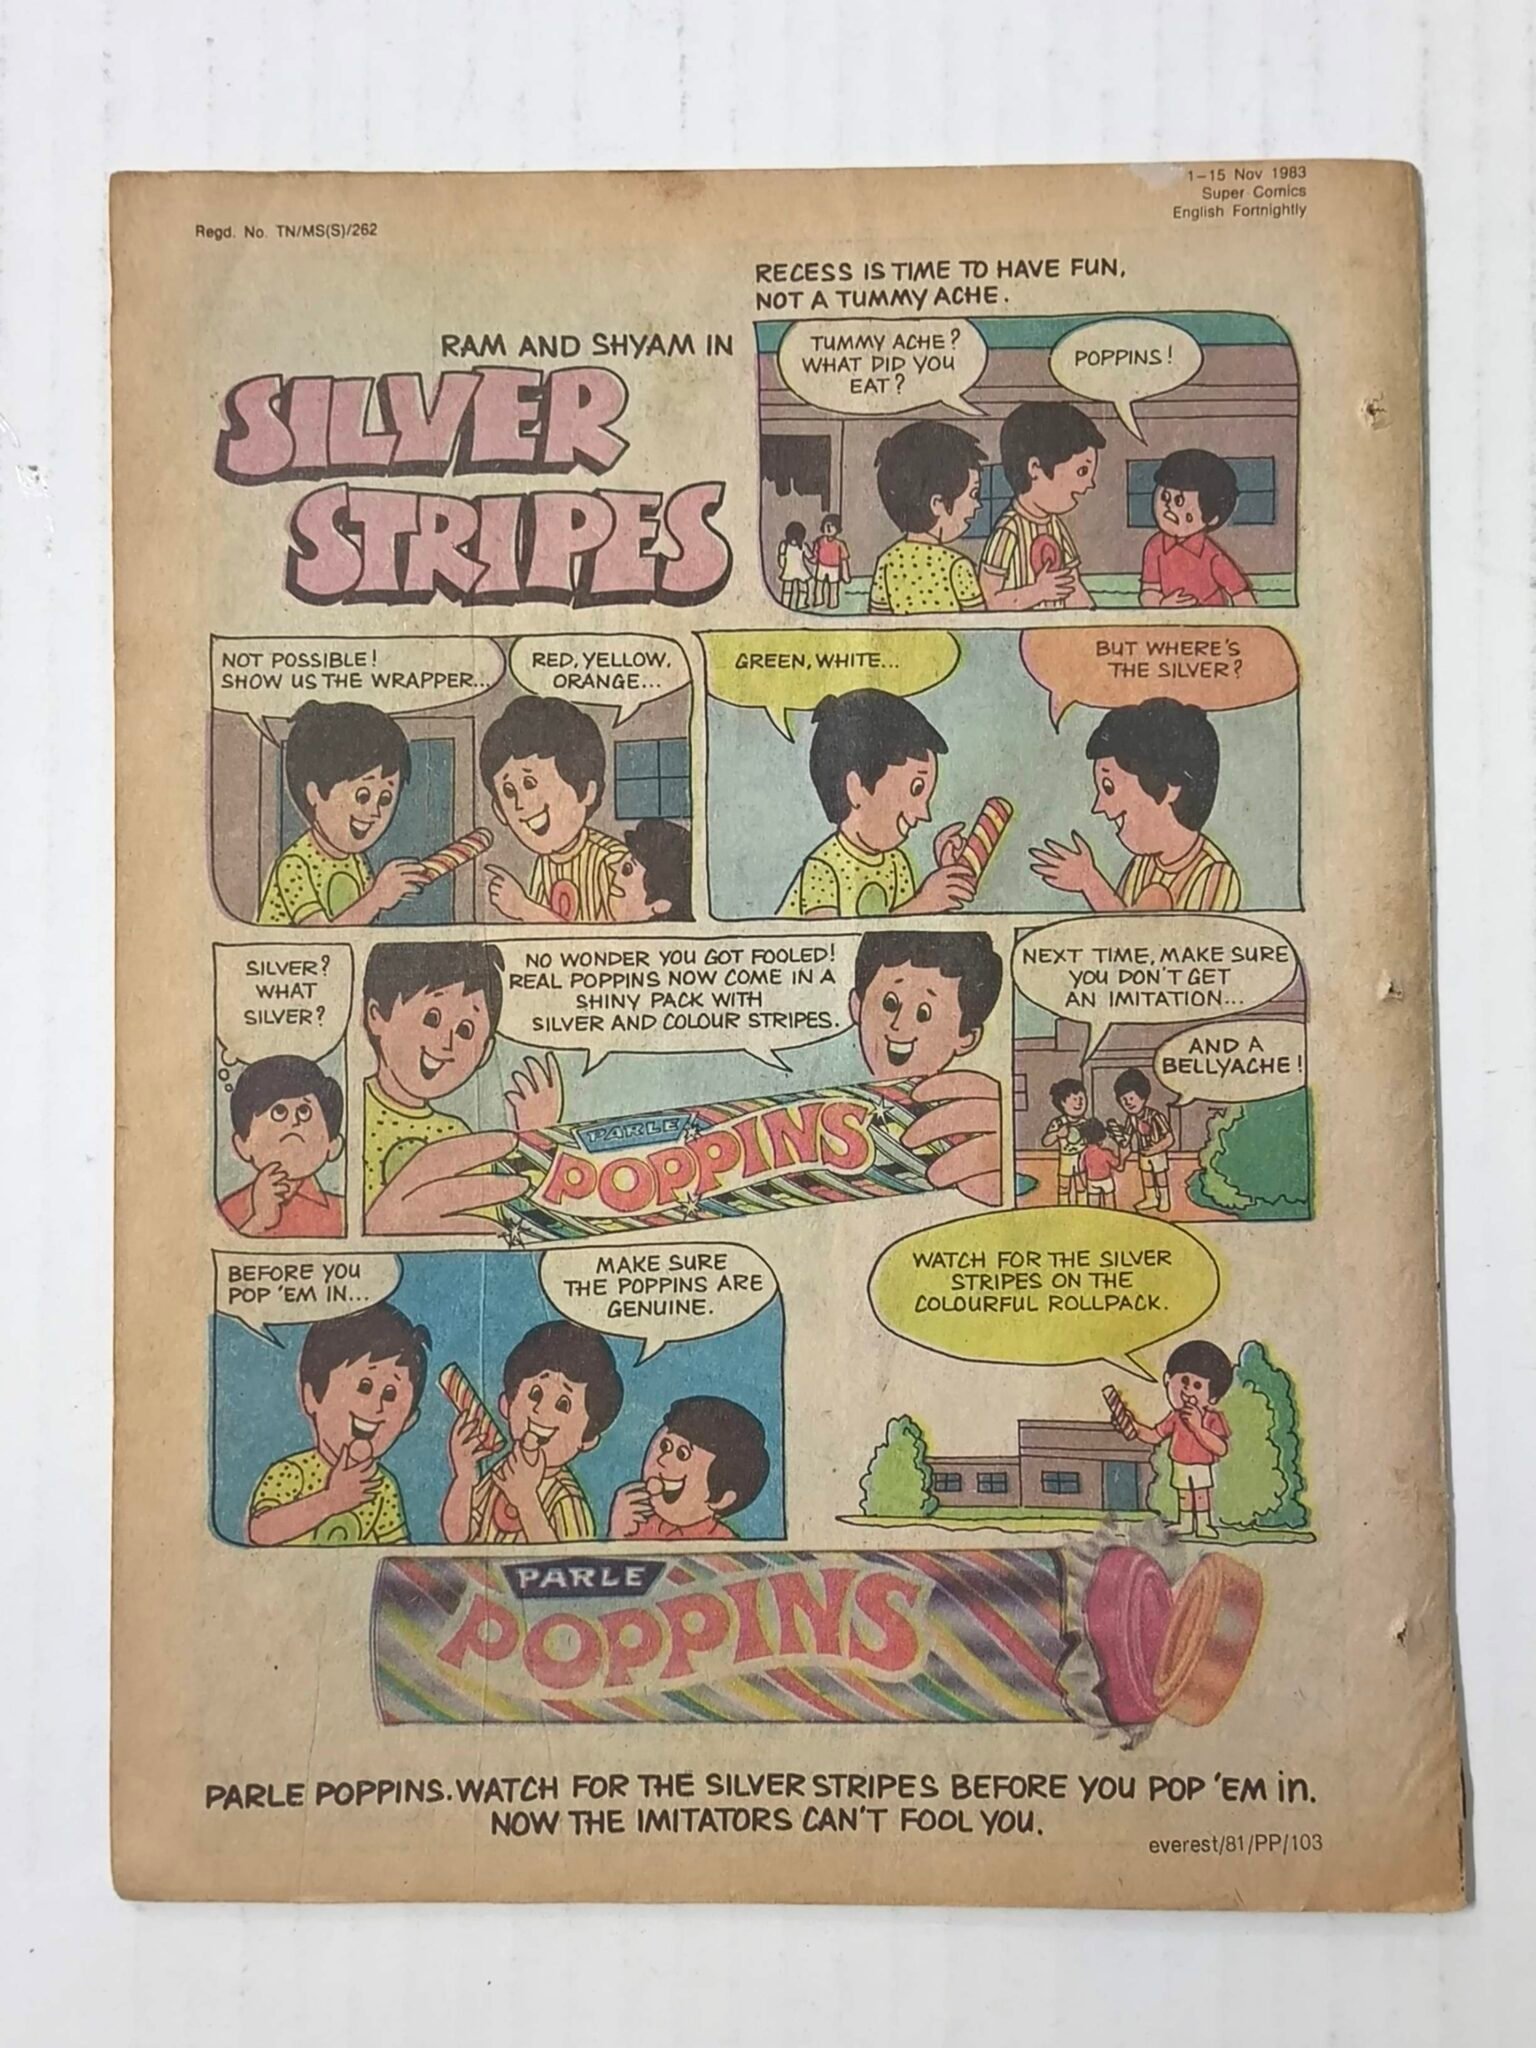 1–15 Nov 1983
Super Comics
English Fortnightly
Regd. No. TN/MS(S)/262
RAM AND SHYAM IN
SILVER
STRIPES
RECESS IS TIME TO HAVE FUN,
NOT A TUMMY ACHE.
TUMMY ACHE?
WHAT DID YOU
EAT?
POPPINS!
NOT POSSIBLE!
SHOW US THE WRAPPER...
RED, YELLOW,
ORANGE...
GREEN, WHITE...
BUT WHERE'S
THE SILVER?
SILVER?
WHAT
SILVER?
NO WONDER YOU GOT FOOLED!
REAL POPPINS NOW COME IN A
SHINY PACK WITH
SILVER AND COLOUR STRIPES.
PARLE
POPPINS
NEXT TIME, MAKE SURE
YOU DON'T GET
AN IMITATION...
AND A
BELLYACHE!
BEFORE YOU
POP 'EM IN...
MAKE SURE
THE POPPINS ARE
GENUINE.
WATCH FOR THE SILVER
STRIPES ON THE
COLOURFUL ROLLPACK.
PARLE
POPPINS
PARLE POPPINS. WATCH FOR THE SILVER STRIPES BEFORE YOU POP 'EM in.
NOW THE IMITATORS CAN'T FOOL YOU.
everest/81/PP/103